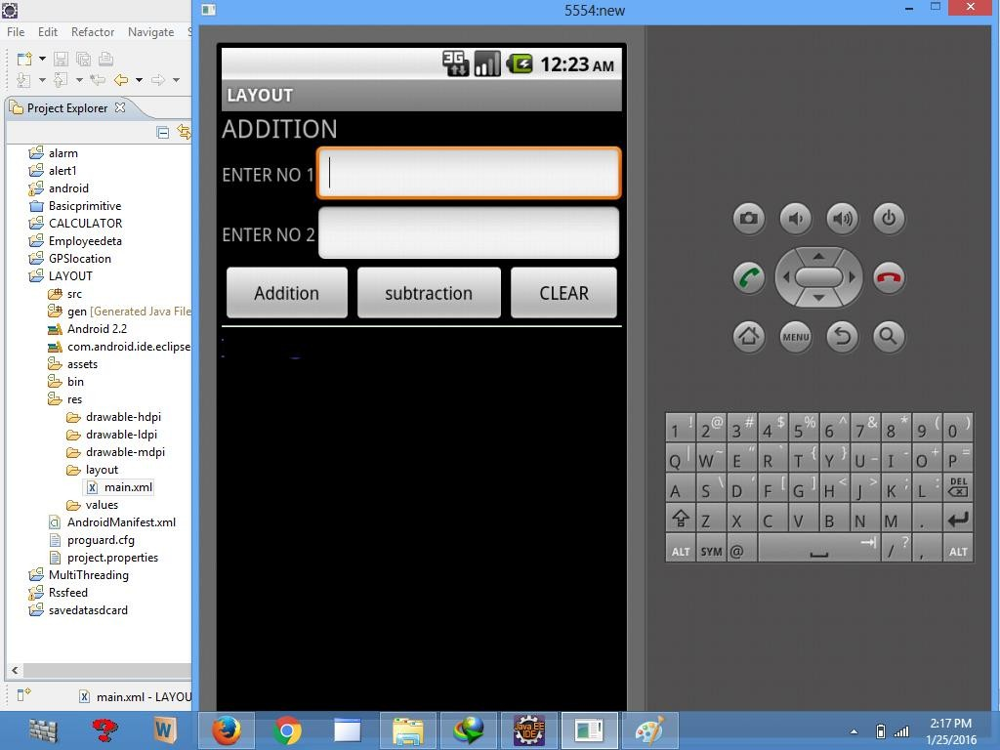 5554:new
File Edit Refactor Navigate
Project Explorer
alarm
alert1
android
Basicprimitive
CALCULATOR
Employeedeta
GPSlocation
LAYOUT
src
gen [Generated Java File
Android 2.2
com.android.ide.eclipse
assets
bin
res
drawable-hdpi
drawable-ldpi
drawable-mdpi
layout
main.xml
values
AndroidManifest.xml
proguard.cfg
project.properties
MultiThreading
Rssfeed
savedatasdcard
main.xml - LAYOU
3G 12:23 AM
LAYOUT
ADDITION
ENTER NO 1
ENTER NO 2
Addition subtraction CLEAR
MENU
1 ! 2 @ 3 # 4 $ 5 % 6 ^ 7 & 8 * 9 ( 0 )
Q | W ~ E " R ` T { Y } U _ I - O + P =
A S \ D ' F [ G ] H < J > K ; L : DEL
Z X C V B N M .
ALT SYM @ / ? , ALT
W
Java EE
IDE
2:17 PM
1/25/2016